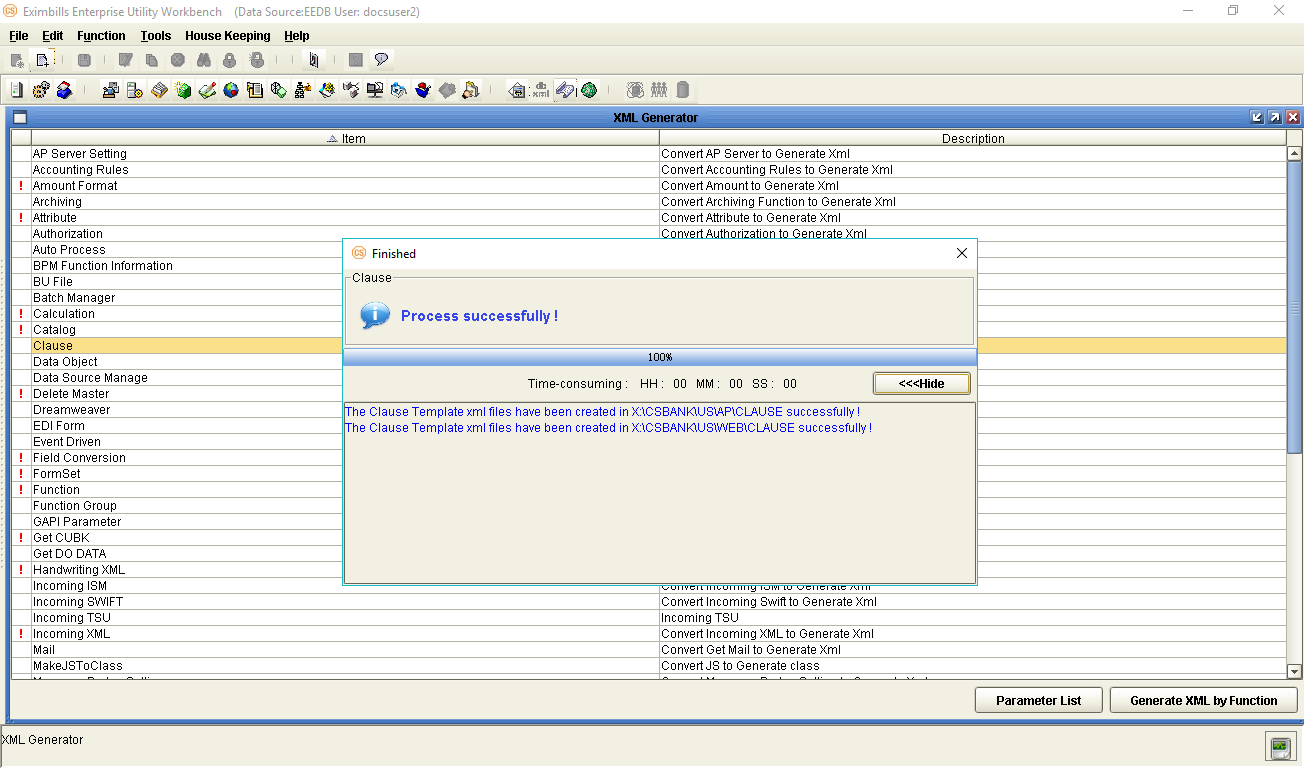 CS Eximbills Enterprise Utility Workbench (Data Source:EEDB User: docsuser2)
File Edit Function Tools House Keeping Help
XML Generator
Item Description
AP Server Setting Convert AP Server to Generate Xml
Accounting Rules Convert Accounting Rules to Generate Xml
! Amount Format Convert Amount to Generate Xml
Archiving Convert Archiving Function to Generate Xml
! Attribute Convert Attribute to Generate Xml
Authorization Convert Authorization to Generate Xml
Auto Process
BPM Function Information
BU File
Batch Manager
! Calculation
! Catalog
Clause
Data Object
Data Source Manage
! Delete Master
Dreamweaver
EDI Form
Event Driven
! Field Conversion
! FormSet
! Function
Function Group
GAPI Parameter
! Get CUBK
Get DO DATA
! Handwriting XML
Incoming ISM Convert Incoming ISM to Generate Xml
Incoming SWIFT Convert Incoming Swift to Generate Xml
Incoming TSU Incoming TSU
! Incoming XML Convert Incoming XML to Generate Xml
Mail Convert Get Mail to Generate Xml
MakeJSToClass Convert JS to Generate class
CS Finished
Clause
Process successfully !
100%
Time-consuming : HH : 00 MM : 00 SS : 00
<<<Hide
The Clause Template xml files have been created in X:\CSBANK\US\AP\CLAUSE successfully !
The Clause Template xml files have been created in X:\CSBANK\US\WEB\CLAUSE successfully !
Parameter List Generate XML by Function
XML Generator